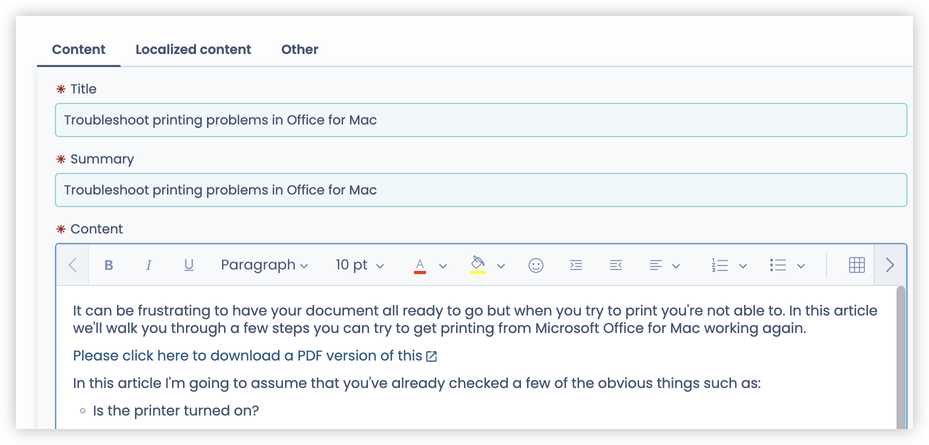 Content Localized content Other
* Title
Troubleshoot printing problems in Office for Mac
* Summary
Troubleshoot printing problems in Office for Mac
* Content
B I U Paragraph 10 pt A
It can be frustrating to have your document all ready to go but when you try to print you're not able to. In this article
we'll walk you through a few steps you can try to get printing from Microsoft Office for Mac working again.
Please click here to download a PDF version of this
In this article I'm going to assume that you've already checked a few of the obvious things such as:
◦ Is the printer turned on?